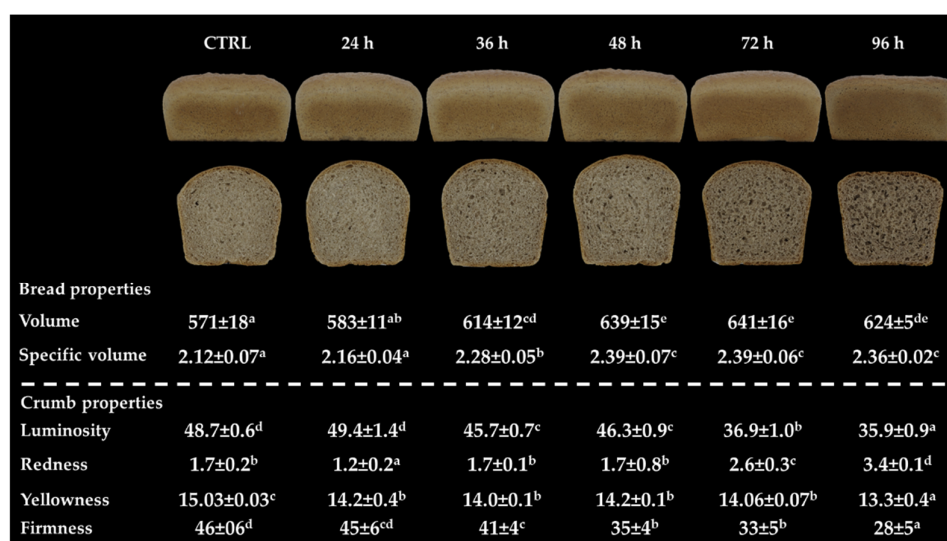 CTRL 24 h 36 h 48 h 72 h 96 h
Bread properties
Volume 571±18ᵃ 583±11ᵃᵇ 614±12ᶜᵈ 639±15ᵉ 641±16ᵉ 624±5ᵈᵉ
Specific volume 2.12±0.07ᵃ 2.16±0.04ᵃ 2.28±0.05ᵇ 2.39±0.07ᶜ 2.39±0.06ᶜ 2.36±0.02ᶜ
Crumb properties
Luminosity 48.7±0.6ᵈ 49.4±1.4ᵈ 45.7±0.7ᶜ 46.3±0.9ᶜ 36.9±1.0ᵇ 35.9±0.9ᵃ
Redness 1.7±0.2ᵇ 1.2±0.2ᵃ 1.7±0.1ᵇ 1.7±0.8ᵇ 2.6±0.3ᶜ 3.4±0.1ᵈ
Yellowness 15.03±0.03ᶜ 14.2±0.4ᵇ 14.0±0.1ᵇ 14.2±0.1ᵇ 14.06±0.07ᵇ 13.3±0.4ᵃ
Firmness 46±06ᵈ 45±6ᶜᵈ 41±4ᶜ 35±4ᵇ 33±5ᵇ 28±5ᵃ